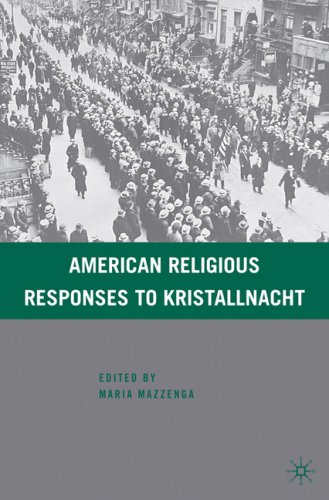 AMERICAN RELIGIOUS
RESPONSES TO KRISTALLNACHT
EDITED BY
MARIA MAZZENGA